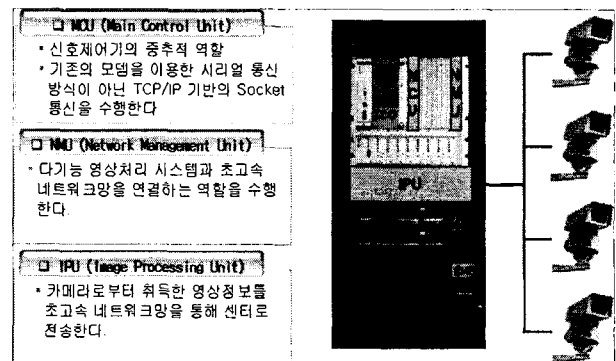 ❑ MCU (Main Control Unit)
• 신호제어기의 중추적 역할
• 기존의 모뎀을 이용한 시리얼 통신
방식이 아닌 TCP/IP 기반의 Socket
통신을 수행한다
❑ NMU (Network Management Unit)
• 다기능 영상처리 시스템과 초고속
네트워크망을 연결하는 역할을 수행
한다.
❑ IPU (Image Processing Unit)
• 카메라로부터 취득한 영상정보를
초고속 네트워크망을 통해 센터로
전송한다.
MCU
NMU
IPU